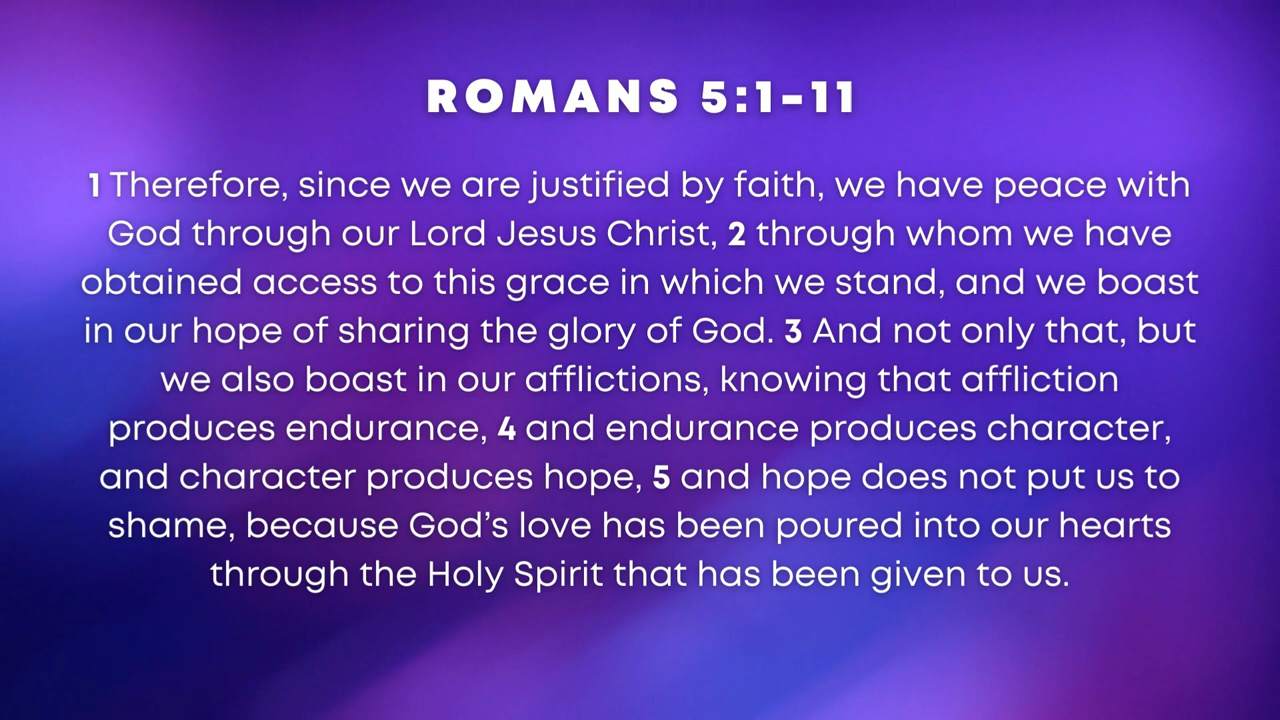 ROMANS 5:1-11
1 Therefore, since we are justified by faith, we have peace with
God through our Lord Jesus Christ, 2 through whom we have
obtained access to this grace in which we stand, and we boast
in our hope of sharing the glory of God. 3 And not only that, but
we also boast in our afflictions, knowing that affliction
produces endurance, 4 and endurance produces character,
and character produces hope, 5 and hope does not put us to
shame, because God’s love has been poured into our hearts
through the Holy Spirit that has been given to us.